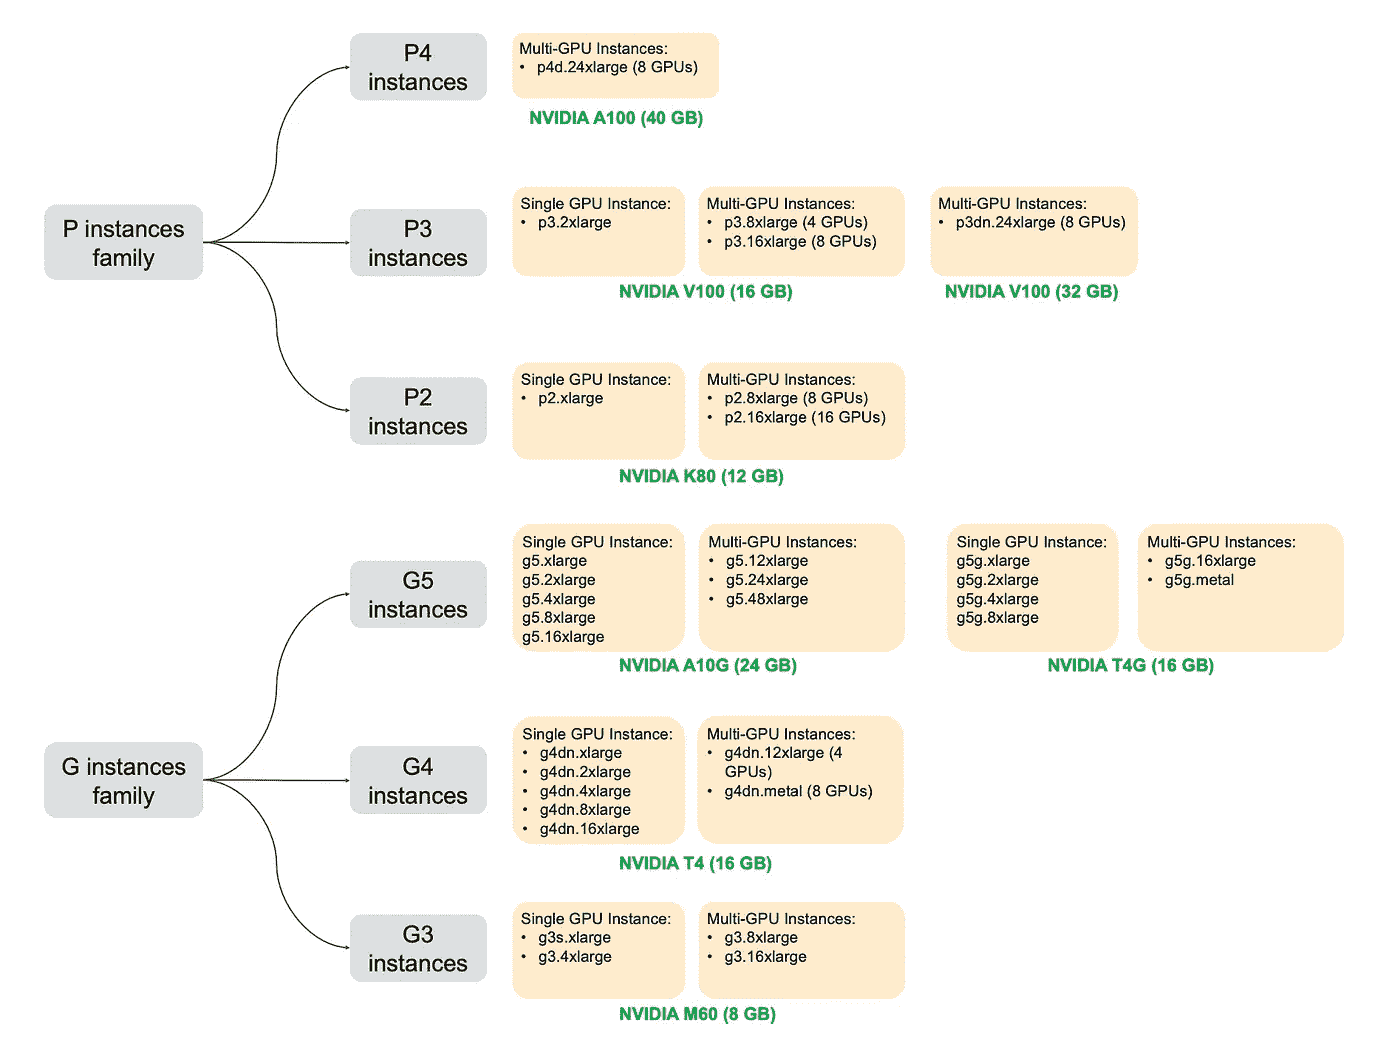 P4
instances
Multi-GPU Instances:
• p4d.24xlarge (8 GPUs)
NVIDIA A100 (40 GB)
P instances
family
P3
instances
Single GPU Instance:
• p3.2xlarge
Multi-GPU Instances:
• p3.8xlarge (4 GPUs)
• p3.16xlarge (8 GPUs)
NVIDIA V100 (16 GB)
Multi-GPU Instances:
• p3dn.24xlarge (8 GPUs)
NVIDIA V100 (32 GB)
P2
instances
Single GPU Instance:
• p2.xlarge
Multi-GPU Instances:
• p2.8xlarge (8 GPUs)
• p2.16xlarge (16 GPUs)
NVIDIA K80 (12 GB)
G5
instances
Single GPU Instance:
g5.xlarge
g5.2xlarge
g5.4xlarge
g5.8xlarge
g5.16xlarge
Multi-GPU Instances:
• g5.12xlarge
• g5.24xlarge
• g5.48xlarge
NVIDIA A10G (24 GB)
Single GPU Instance:
g5g.xlarge
g5g.2xlarge
g5g.4xlarge
g5g.8xlarge
Multi-GPU Instances:
• g5g.16xlarge
• g5g.metal
NVIDIA T4G (16 GB)
G instances
family
G4
instances
Single GPU Instance:
• g4dn.xlarge
• g4dn.2xlarge
• g4dn.4xlarge
• g4dn.8xlarge
• g4dn.16xlarge
Multi-GPU Instances:
• g4dn.12xlarge (4
GPUs)
• g4dn.metal (8 GPUs)
NVIDIA T4 (16 GB)
G3
instances
Single GPU Instance:
• g3s.xlarge
• g3.4xlarge
Multi-GPU Instances:
• g3.8xlarge
• g3.16xlarge
NVIDIA M60 (8 GB)